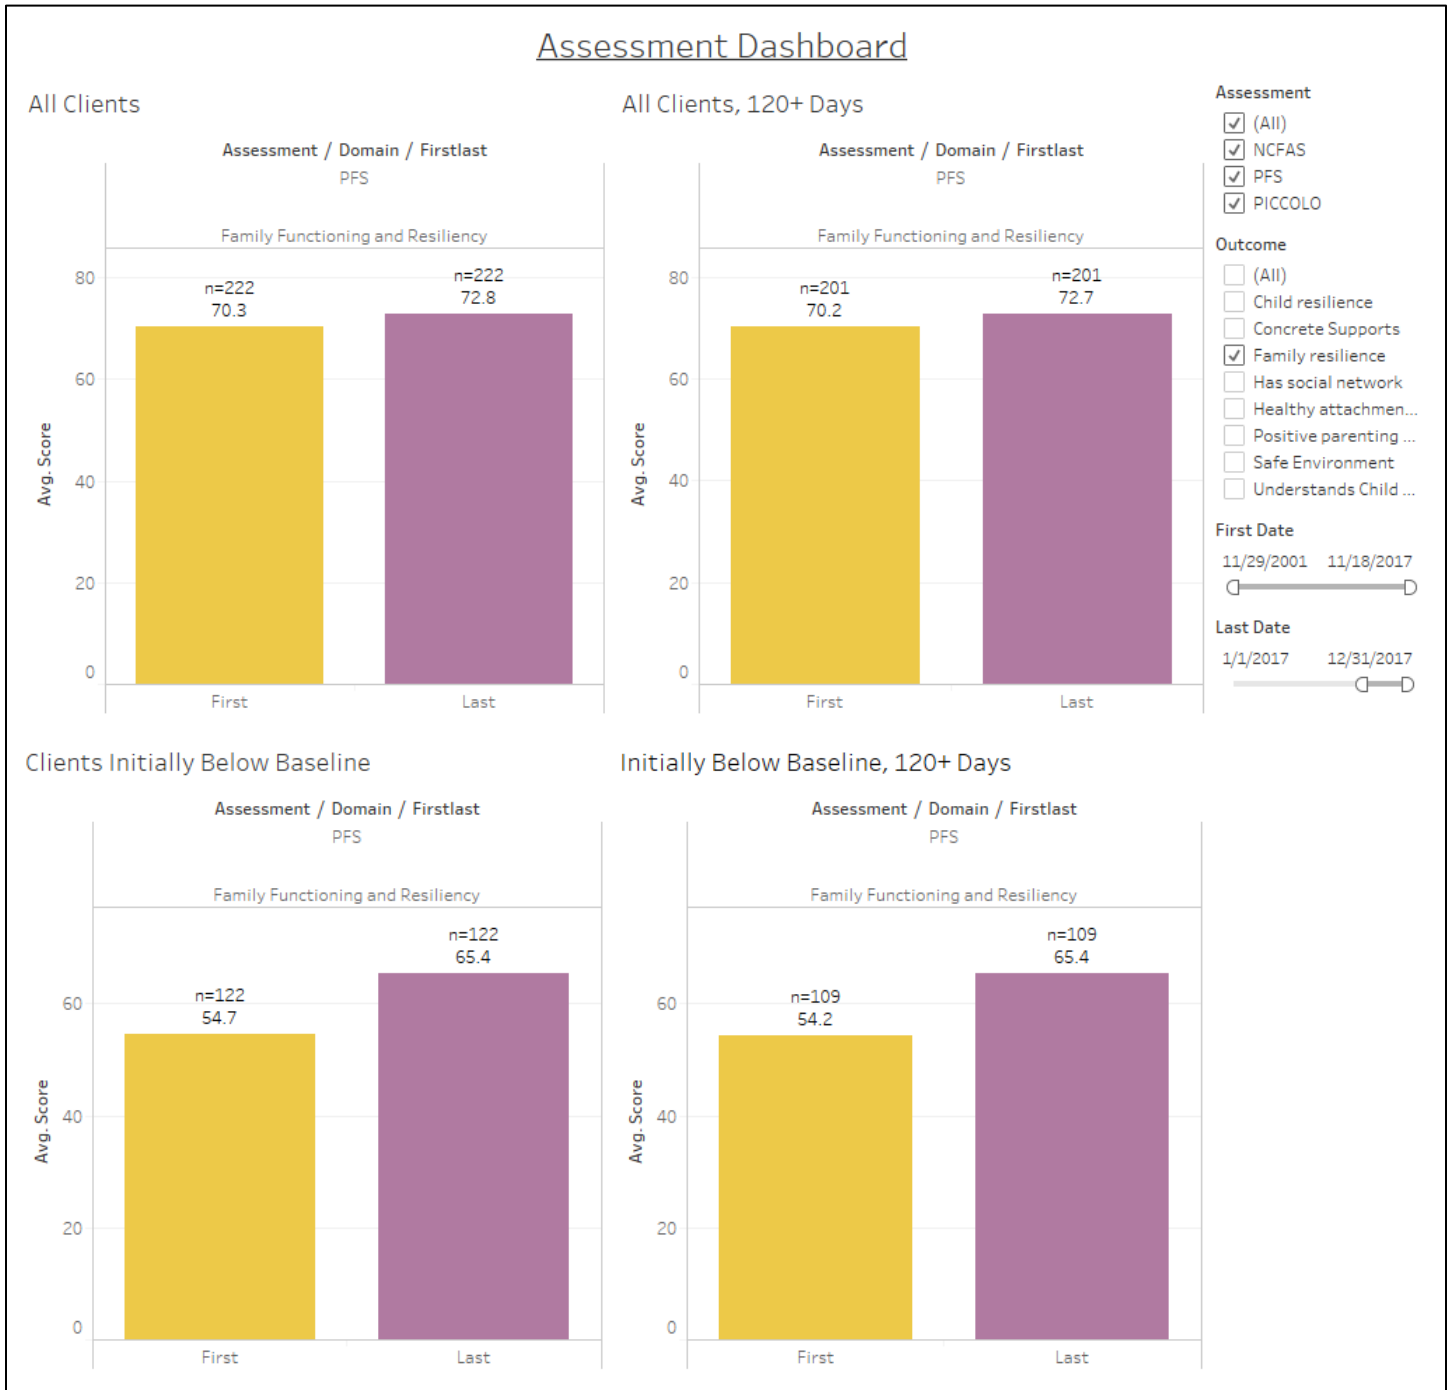 Assessment Dashboard
All Clients
Assessment / Domain / Firstlast
PFS
Family Functioning and Resiliency
Avg. Score
80
60
40
20
0
n=222
70.3
n=222
72.8
First
Last
All Clients, 120+ Days
Assessment / Domain / Firstlast
PFS
Family Functioning and Resiliency
Avg. Score
80
60
40
20
0
n=201
70.2
n=201
72.7
First
Last
Assessment
(All)
NCFAS
PFS
PICCOLO
Outcome
(All)
Child resilience
Concrete Supports
Family resilience
Has social network
Healthy attachmen...
Positive parenting ...
Safe Environment
Understands Child ...
First Date
11/29/2001 11/18/2017
Last Date
1/1/2017 12/31/2017
Clients Initially Below Baseline
Assessment / Domain / Firstlast
PFS
Family Functioning and Resiliency
Avg. Score
60
40
20
0
n=122
54.7
n=122
65.4
First
Last
Initially Below Baseline, 120+ Days
Assessment / Domain / Firstlast
PFS
Family Functioning and Resiliency
Avg. Score
60
40
20
0
n=109
54.2
n=109
65.4
First
Last